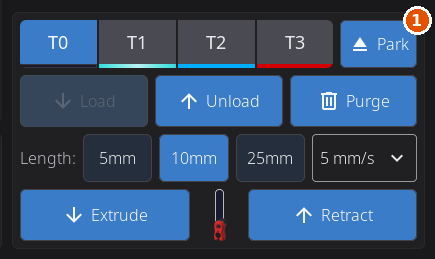 1
T0 T1 T2 T3 Park
Load Unload Purge
Length: 5mm 10mm 25mm 5 mm/s
Extrude Retract